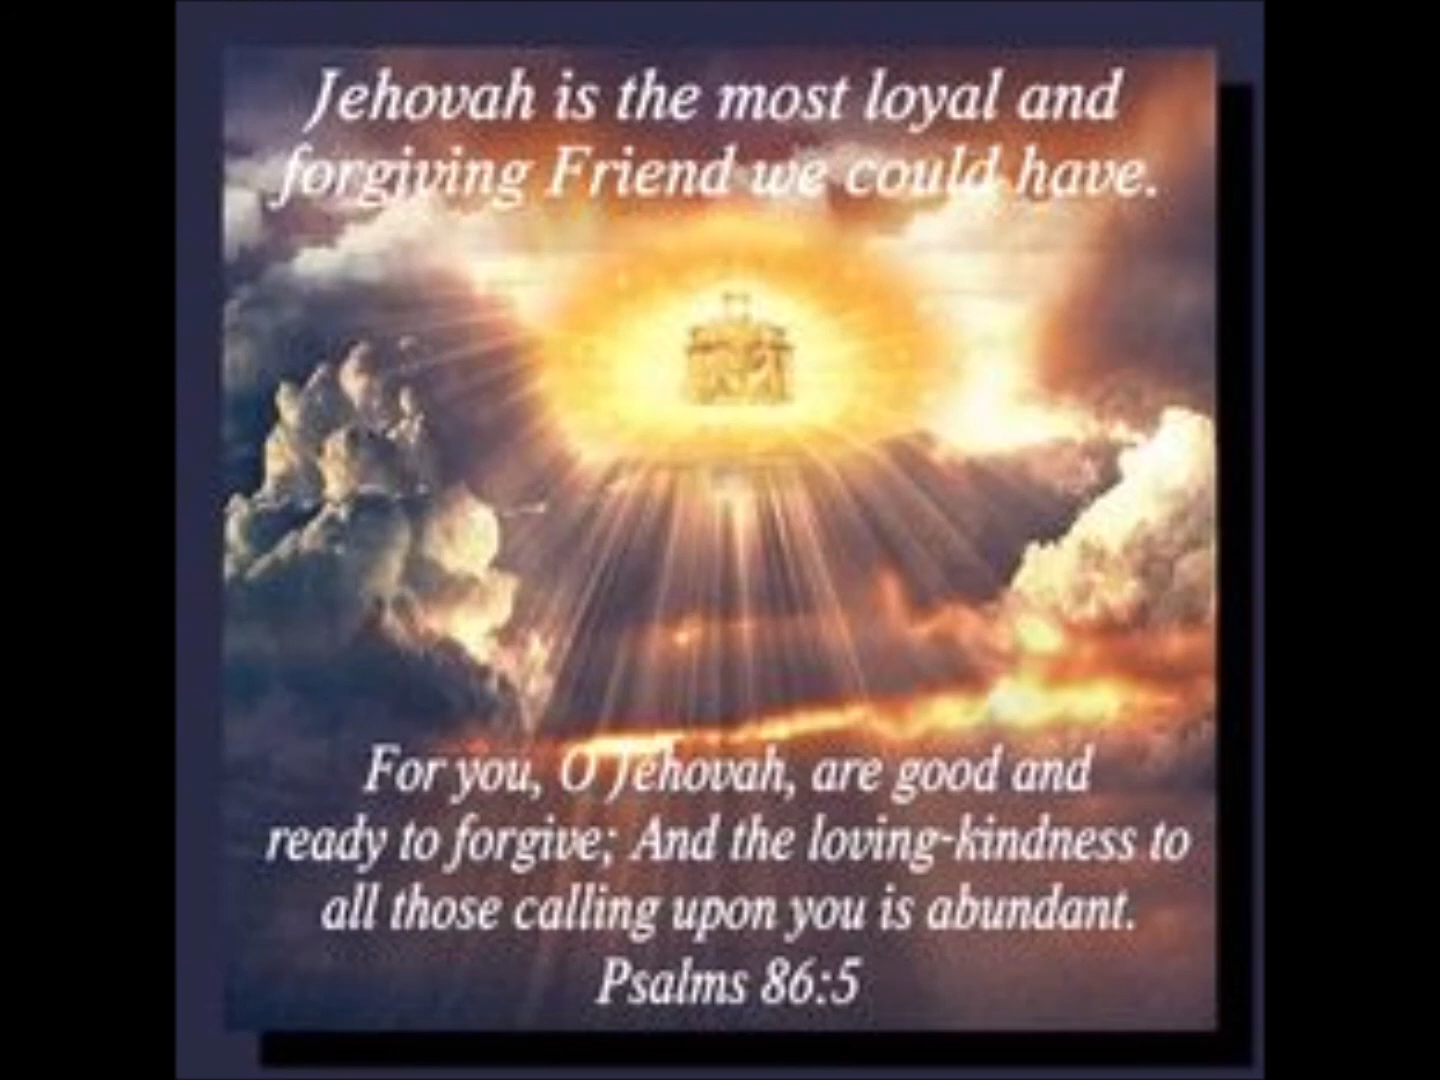 Jehovah is the most loyal and
forgiving Friend we could have.
For you, O Jehovah, are good and
ready to forgive; And the loving-kindness to
all those calling upon you is abundant.
Psalms 86:5